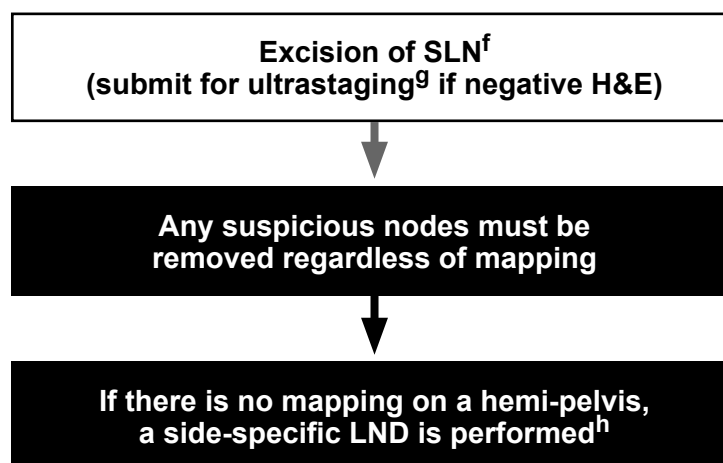 Excision of SLNᶠ
(submit for ultrastagingᵍ if negative H&E)
Any suspicious nodes must be
removed regardless of mapping
If there is no mapping on a hemi-pelvis,
a side-specific LND is performedʰ